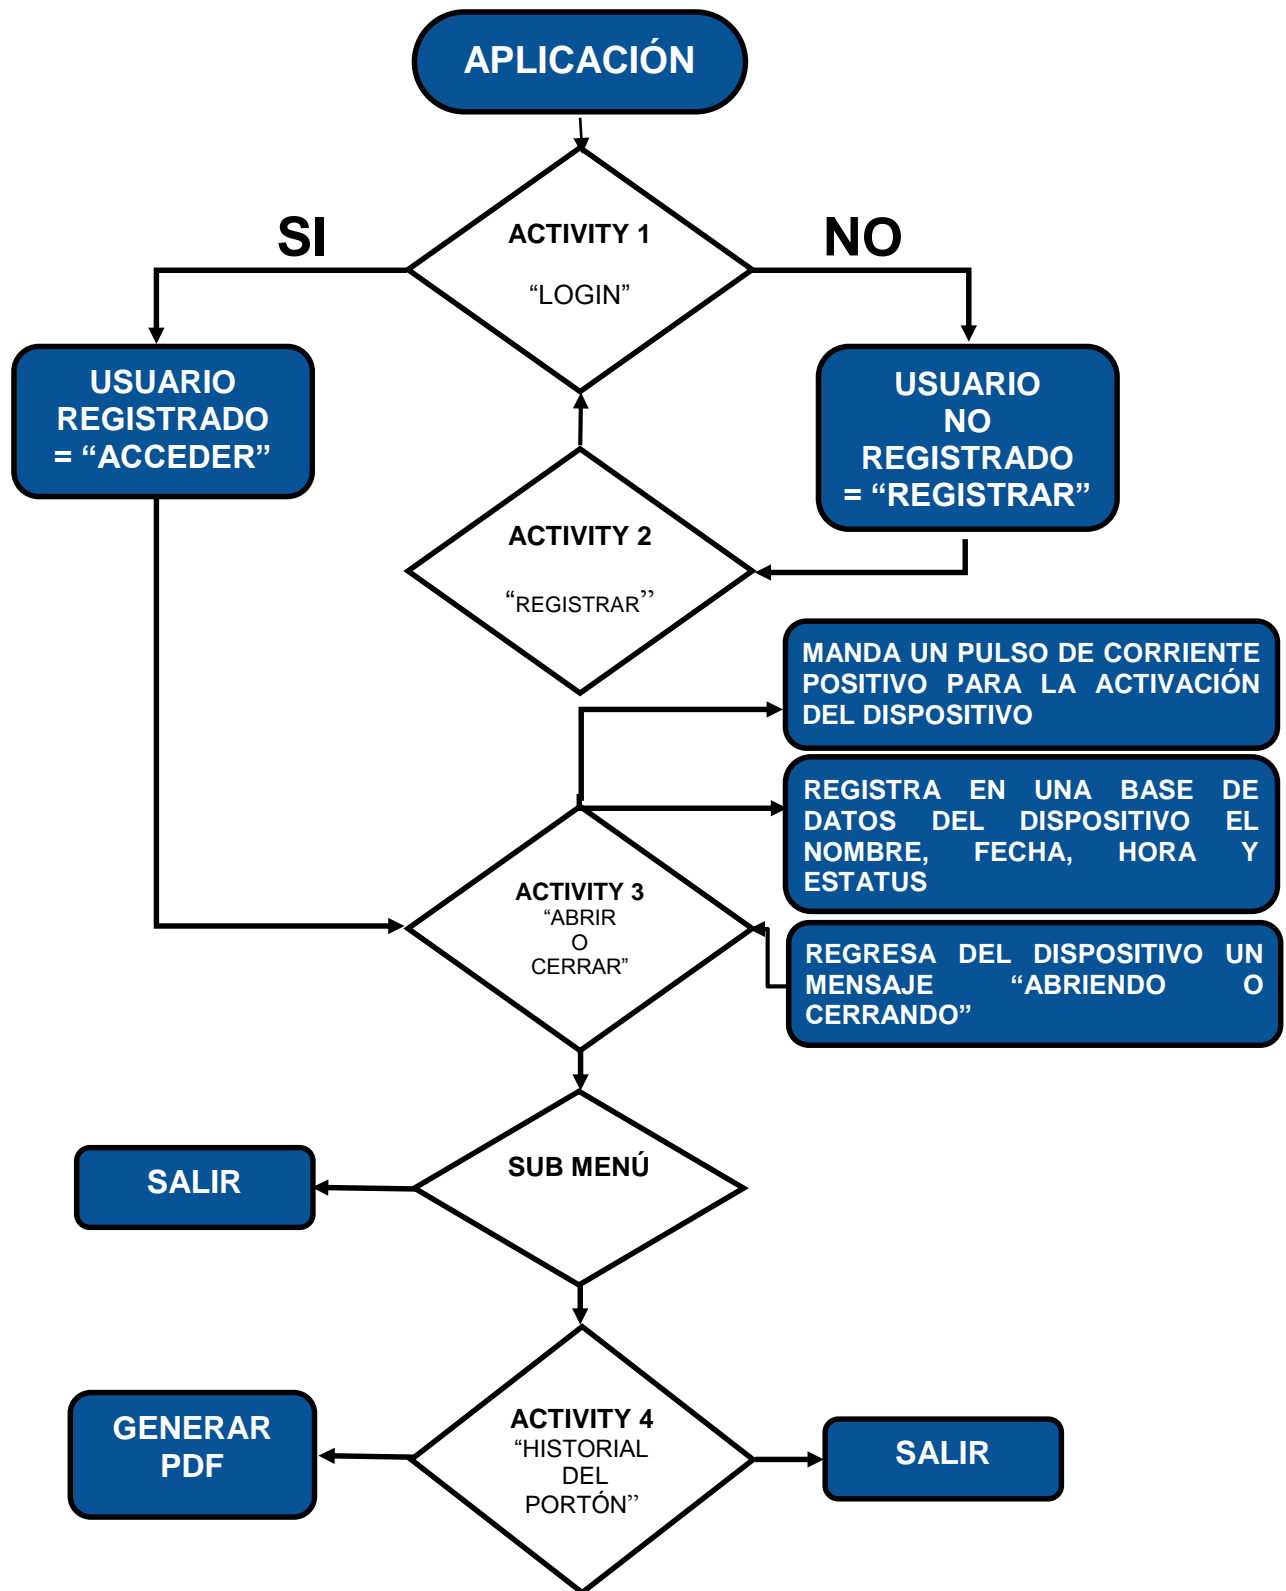 APLICACIÓN
SI
NO
ACTIVITY 1
“LOGIN”
USUARIO
REGISTRADO
= “ACCEDER”
USUARIO
NO
REGISTRADO
= “REGISTRAR”
ACTIVITY 2
“REGISTRAR’’
MANDA UN PULSO DE CORRIENTE
POSITIVO PARA LA ACTIVACIÓN
DEL DISPOSITIVO
REGISTRA EN UNA BASE DE
DATOS DEL DISPOSITIVO EL
NOMBRE, FECHA, HORA Y
ESTATUS
ACTIVITY 3
“ABRIR
O
CERRAR”
REGRESA DEL DISPOSITIVO UN
MENSAJE “ABRIENDO O
CERRANDO”
SUB MENÚ
SALIR
ACTIVITY 4
“HISTORIAL
DEL
PORTÓN’’
GENERAR
PDF
SALIR